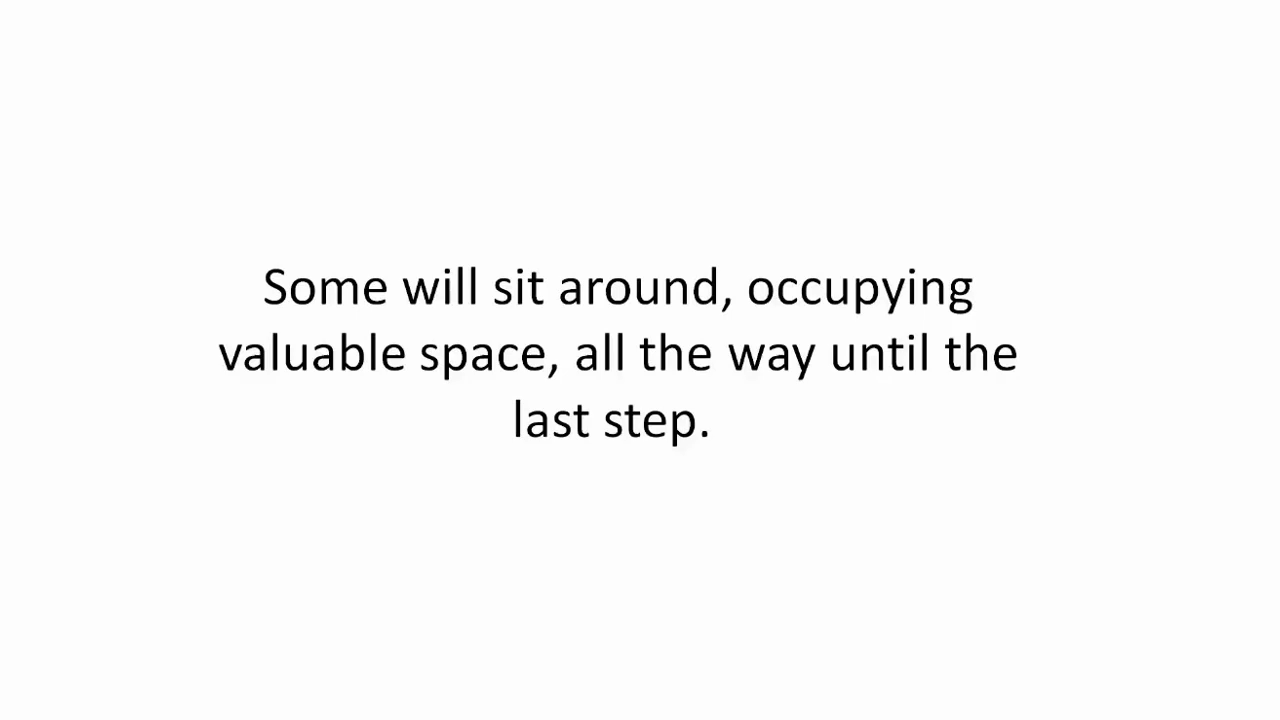 Some will sit around, occupying
valuable space, all the way until the
last step.